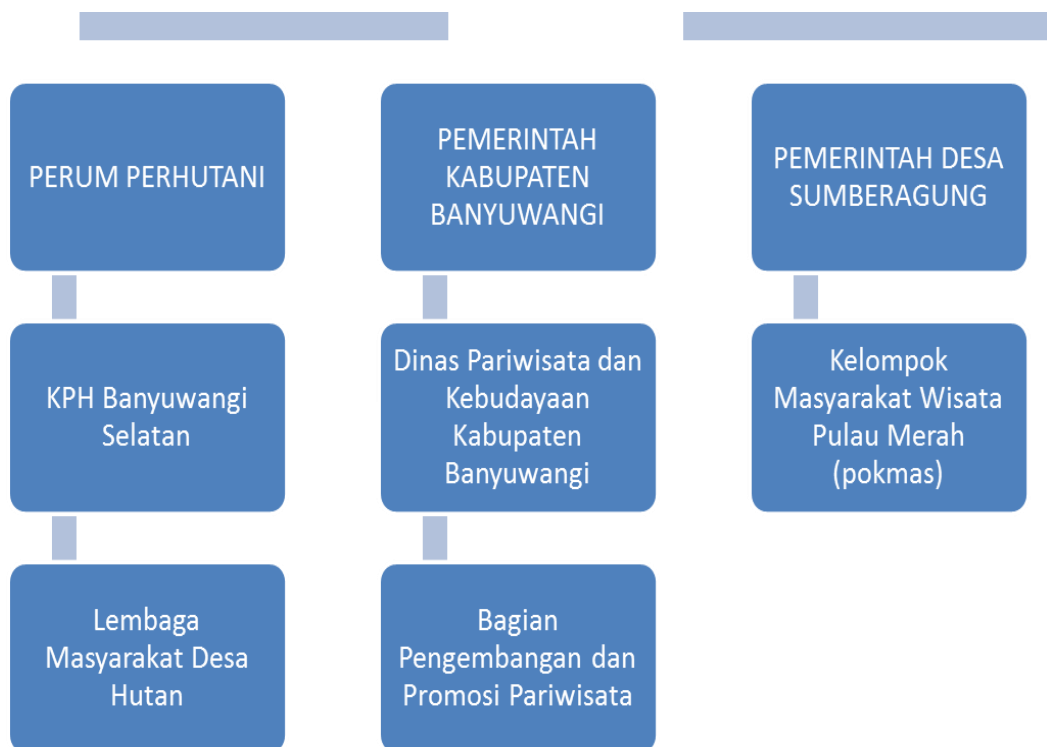 PERUM PERHUTANI
KPH Banyuwangi
Selatan
Lembaga
Masyarakat Desa
Hutan
PEMERINTAH
KABUPATEN
BANYUWANGI
Dinas Pariwisata dan
Kebudayaan
Kabupaten
Banyuwangi
Bagian
Pengembangan dan
Promosi Pariwisata
PEMERINTAH DESA
SUMBERAGUNG
Kelompok
Masyarakat Wisata
Pulau Merah
(pokmas)